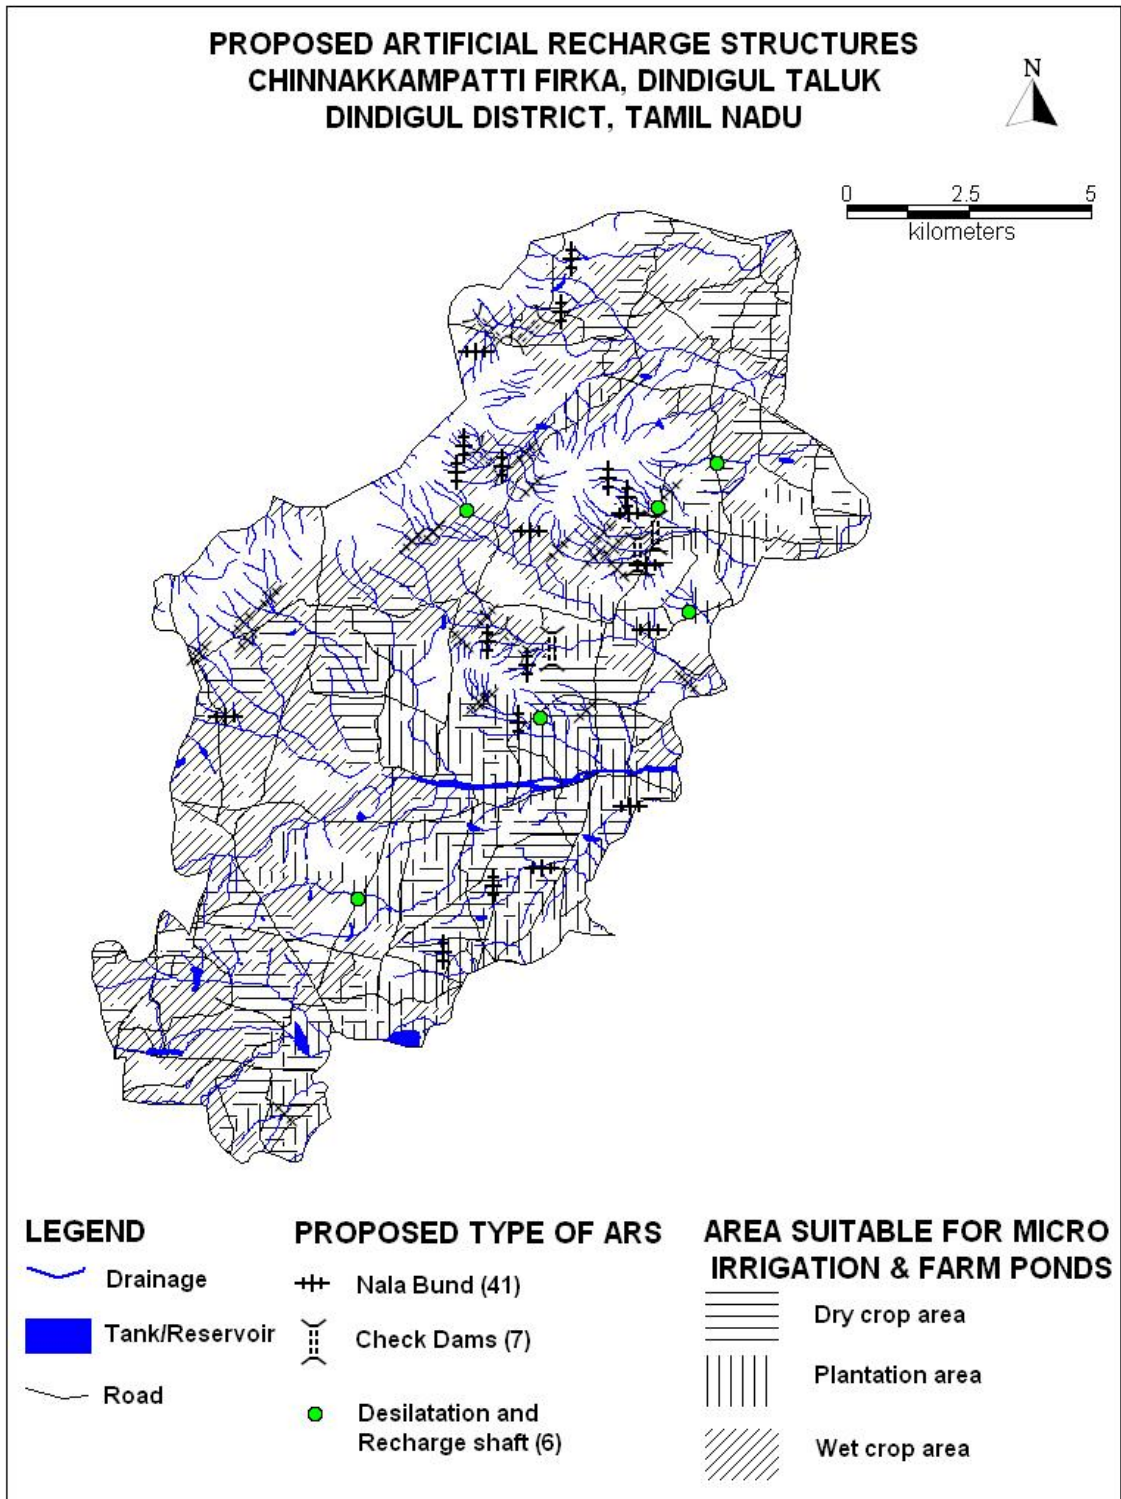 PROPOSED ARTIFICIAL RECHARGE STRUCTURES
CHINNAKKAMPATTI FIRKA, DINDIGUL TALUK
DINDIGUL DISTRICT, TAMIL NADU
N
0 2.5 5
kilometers
LEGEND
Drainage
Tank/Reservoir
Road
PROPOSED TYPE OF ARS
Nala Bund (41)
Check Dams (7)
Desilatation and
Recharge shaft (6)
AREA SUITABLE FOR MICRO
IRRIGATION & FARM PONDS
Dry crop area
Plantation area
Wet crop area